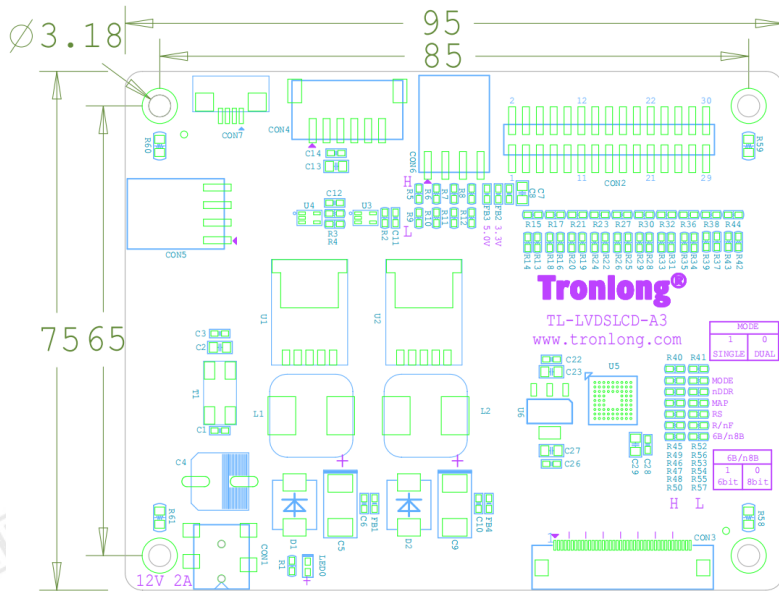 95
85
Ø3.18
75
65
CON7
CON4
CON6
2 12 22 30
1 11 21 29
CON2
R60
R59
C14
C13
H
R5 R6 R7 R8
C8 C7
CON5
U4
C12
U3
R3
R4
R2
C11
R9 R10 R11 R12
L
FB3 FB2
5.0V 3.3V
R15 R17 R21 R23 R27 R30 R32 R36 R38 R44
R14 R13 R18 R16 R20 R19 R24 R22 R26 R25 R29 R28 R33 R31 R35 R34 R39 R37 R43 R42
Tronlong®
TL-LVDSLCD-A3
www.tronlong.com
MODE
1 0
SINGLE DUAL
U1
U2
C3
C2
T1
C1
L1
L2
C22
C23
U5
U6
R40 R41
MODE
nDDR
MAP
RS
R/nF
6B/n8B
R45 R52
R49 R56
R46 R53
R47 R54
R48 R55
R50 R57
H L
6B/n8B
1 0
6bit 8bit
C27
C26
C29
C28
C4
R61
R58
CON1
D1
C5
C6
FB1
D2
C9
C10
FB4
R1
LED0
1
CON3
12V 2A